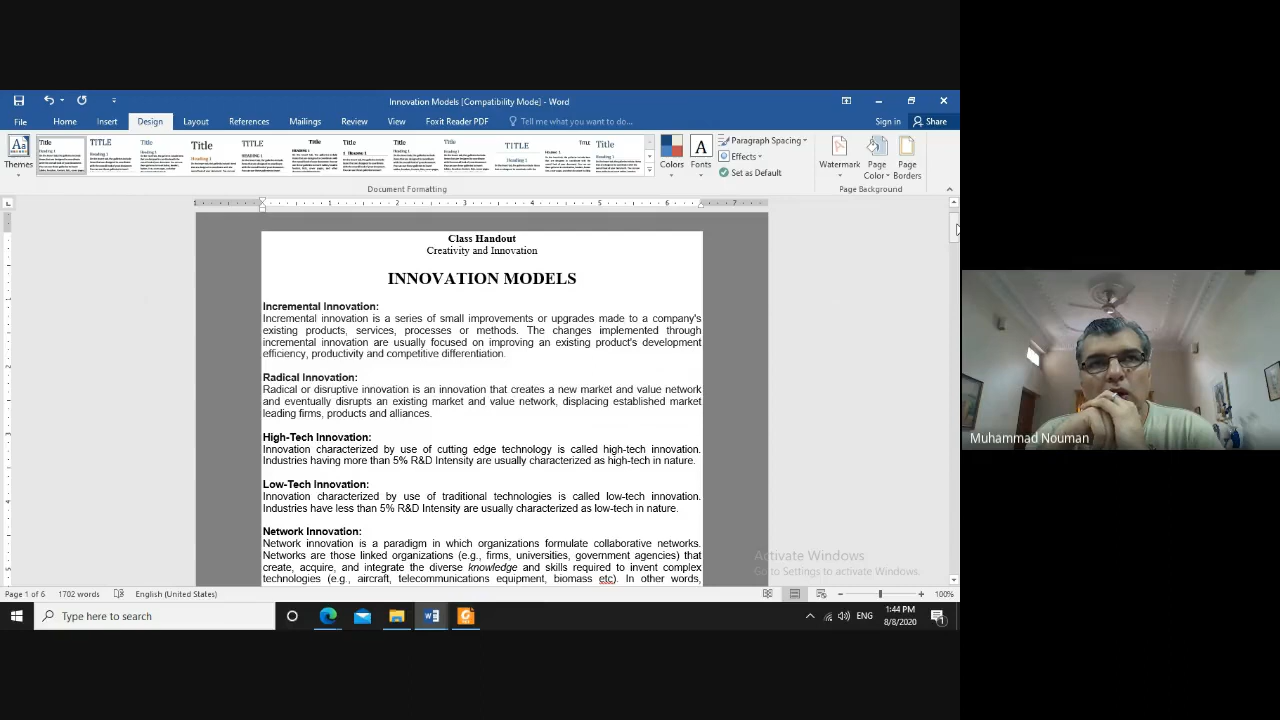 Innovation Models [Compatibility Mode] - Word
File Home Insert Design Layout References Mailings Review View Foxit Reader PDF Tell me what you want to do... Sign in Share
Themes
Title
TITLE
Title
Title
TITLE
Title
Title
Title
Title
TITLE
Title
Title
Colors
Fonts
Paragraph Spacing
Effects
Set as Default
Watermark
Page Color
Page Borders
Document Formatting
Page Background
Class Handout
Creativity and Innovation
INNOVATION MODELS
Incremental Innovation:
Incremental innovation is a series of small improvements or upgrades made to a company's
existing products, services, processes or methods. The changes implemented through
incremental innovation are usually focused on improving an existing product's development
efficiency, productivity and competitive differentiation.
Radical Innovation:
Radical or disruptive innovation is an innovation that creates a new market and value network
and eventually disrupts an existing market and value network, displacing established market
leading firms, products and alliances.
High-Tech Innovation:
Innovation characterized by use of cutting edge technology is called high-tech innovation.
Industries having more than 5% R&D Intensity are usually characterized as high-tech in nature.
Low-Tech Innovation:
Innovation characterized by use of traditional technologies is called low-tech innovation.
Industries have less than 5% R&D Intensity are usually characterized as low-tech in nature.
Network Innovation:
Network innovation is a paradigm in which organizations formulate collaborative networks.
Networks are those linked organizations (e.g., firms, universities, government agencies) that
create, acquire, and integrate the diverse knowledge and skills required to invent complex
technologies (e.g., aircraft, telecommunications equipment, biomass etc). In other words,
Activate Windows
Go to Settings to activate Windows.
Page 1 of 6 1702 words English (United States) 100%
Type here to search
ENG
1:44 PM
8/8/2020
Muhammad Nouman